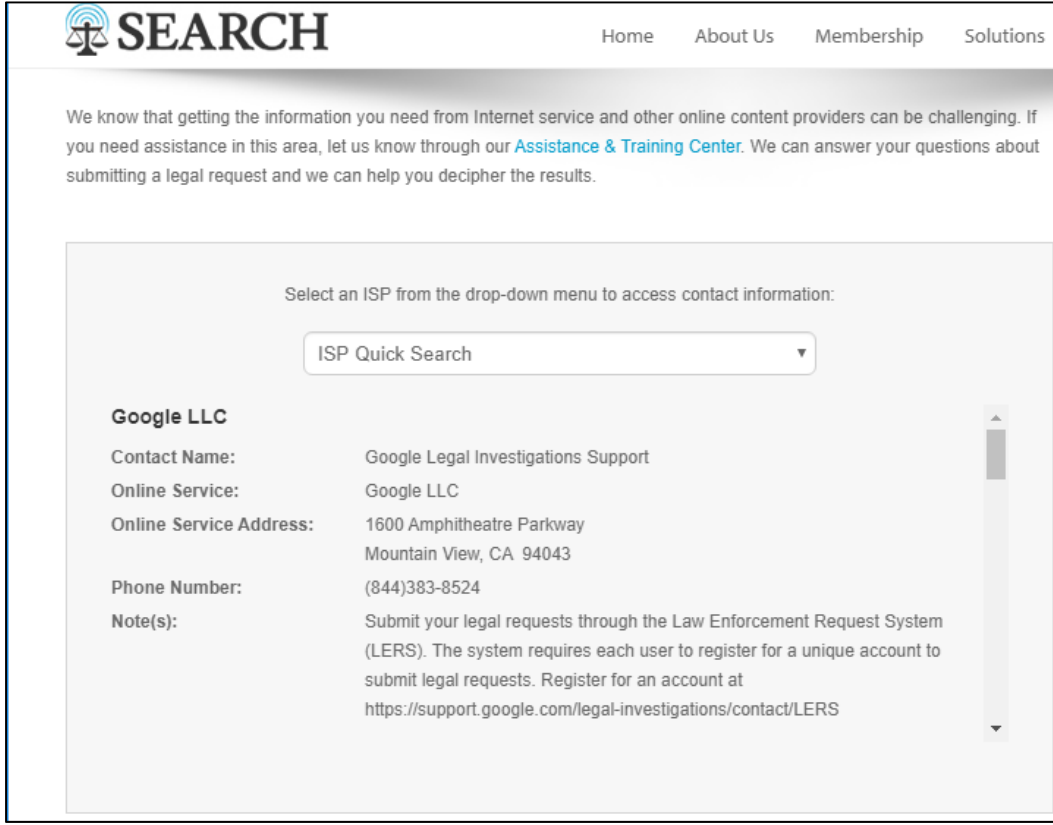 SEARCH
Home About Us Membership Solutions
We know that getting the information you need from Internet service and other online content providers can be challenging. If
you need assistance in this area, let us know through our Assistance & Training Center. We can answer your questions about
submitting a legal request and we can help you decipher the results.
Select an ISP from the drop-down menu to access contact information:
ISP Quick Search
Google LLC
Contact Name: Google Legal Investigations Support
Online Service: Google LLC
Online Service Address: 1600 Amphitheatre Parkway
Mountain View, CA 94043
Phone Number: (844)383-8524
Note(s): Submit your legal requests through the Law Enforcement Request System
(LERS). The system requires each user to register for a unique account to
submit legal requests. Register for an account at
https://support.google.com/legal-investigations/contact/LERS